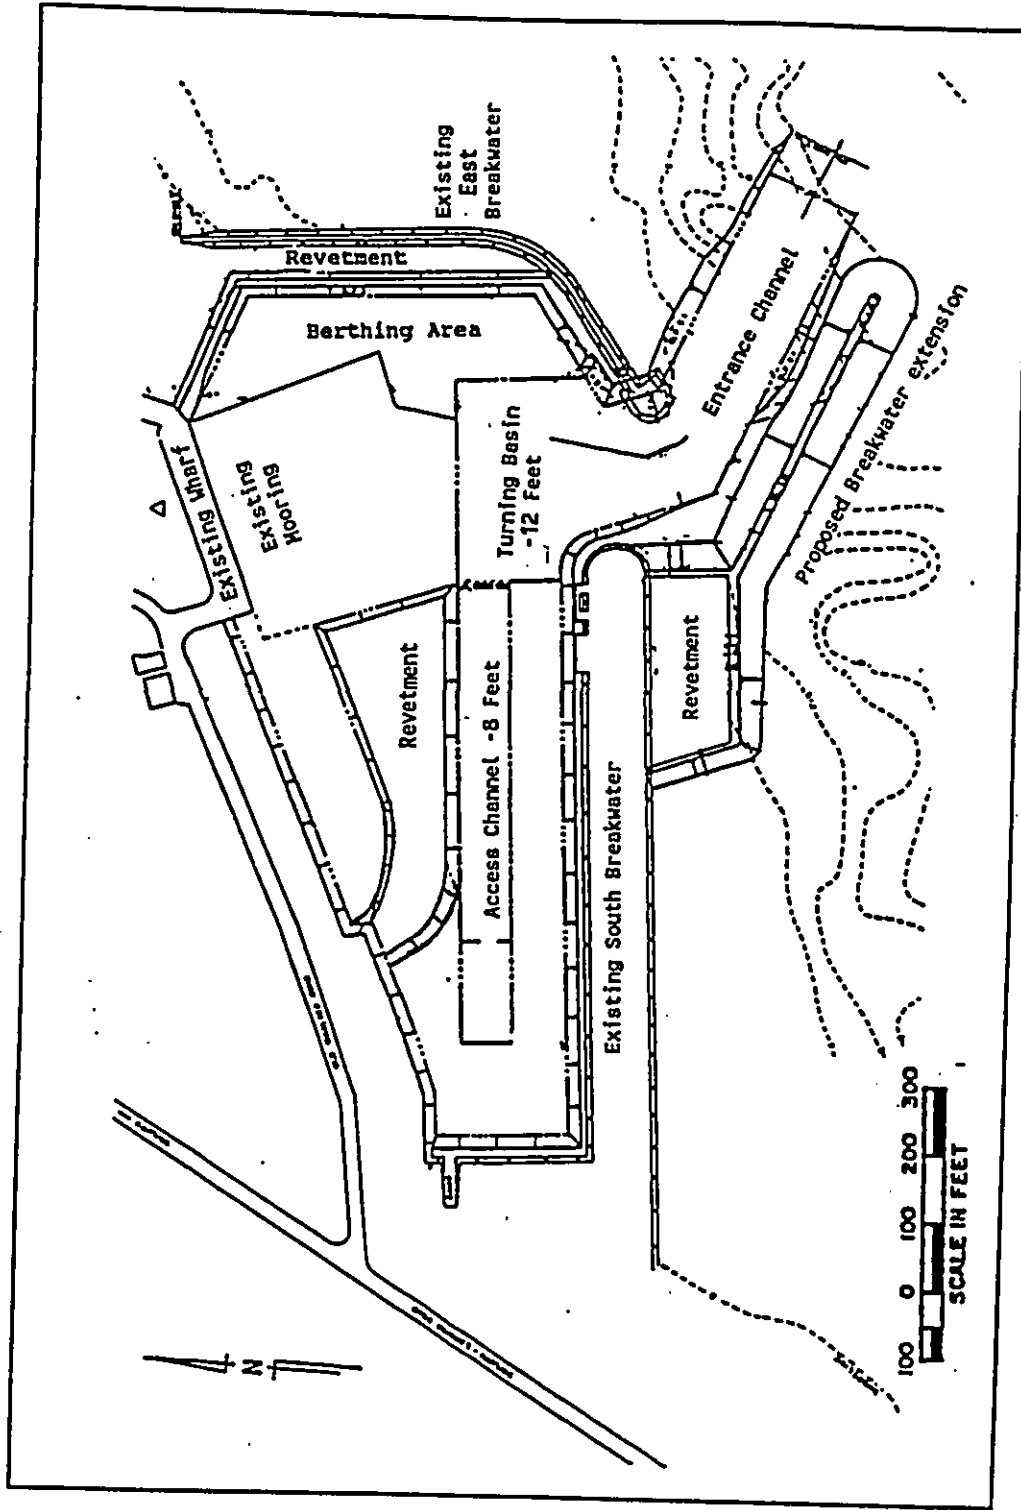 Existing
East
Breakwater
Revetment
Berthing Area
Existing Wharf
Existing
Mooring
Turning Basin
-12 Feet
Entrance Channel
Proposed Breakwater extension
Revetment
Access Channel -8 Feet
Revetment
Existing South Breakwater
N
100 0 100 200 300
SCALE IN FEET